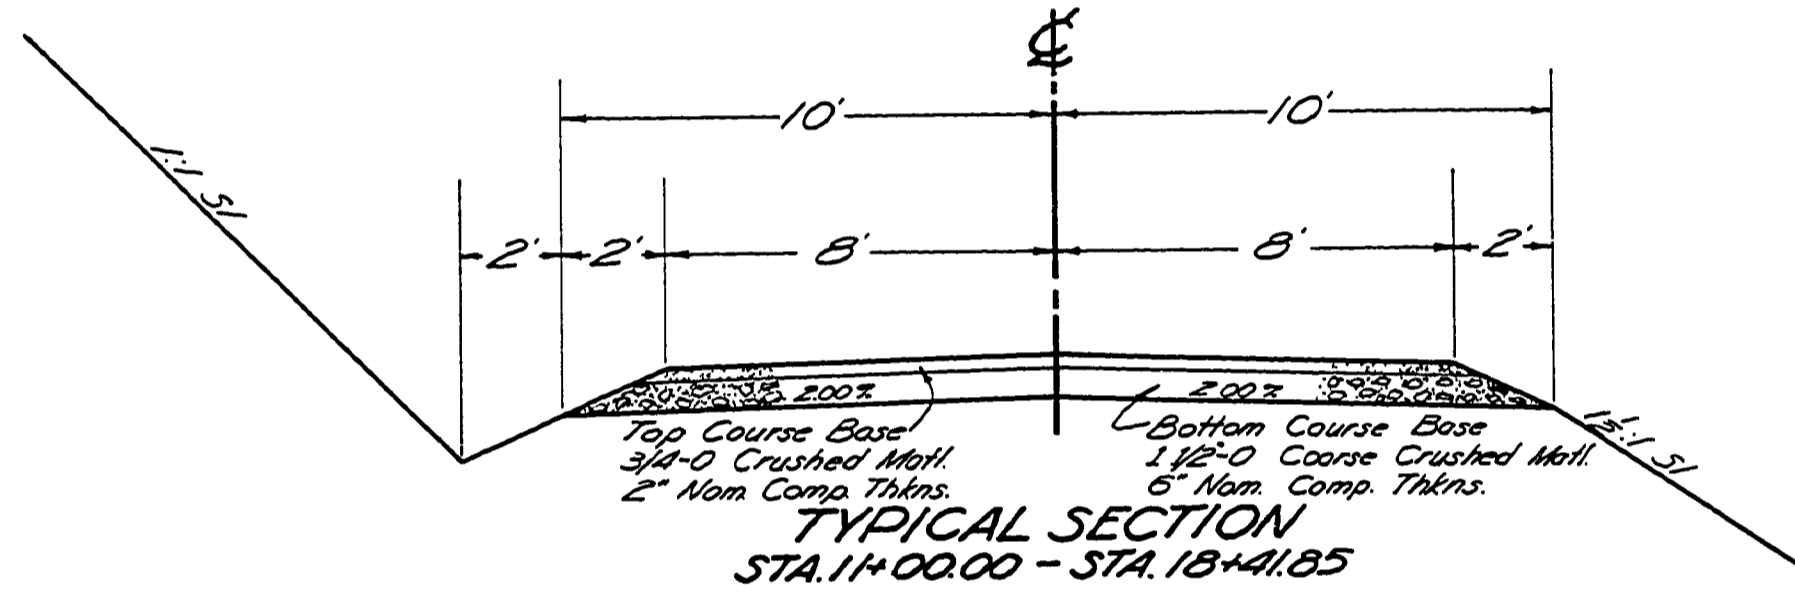 ℄
10' 10'
1:1 Sl
2' 2' 8' 8' 2'
2.00% 2.00%
Top Course Base
3/4-0 Crushed Matl.
2" Nom. Comp. Thkns.
Bottom Course Base
1 1/2"-0 Coarse Crushed Matl.
6" Nom. Comp. Thkns.
1½:1 Sl
TYPICAL SECTION
STA. 11+00.00 - STA. 18+41.85